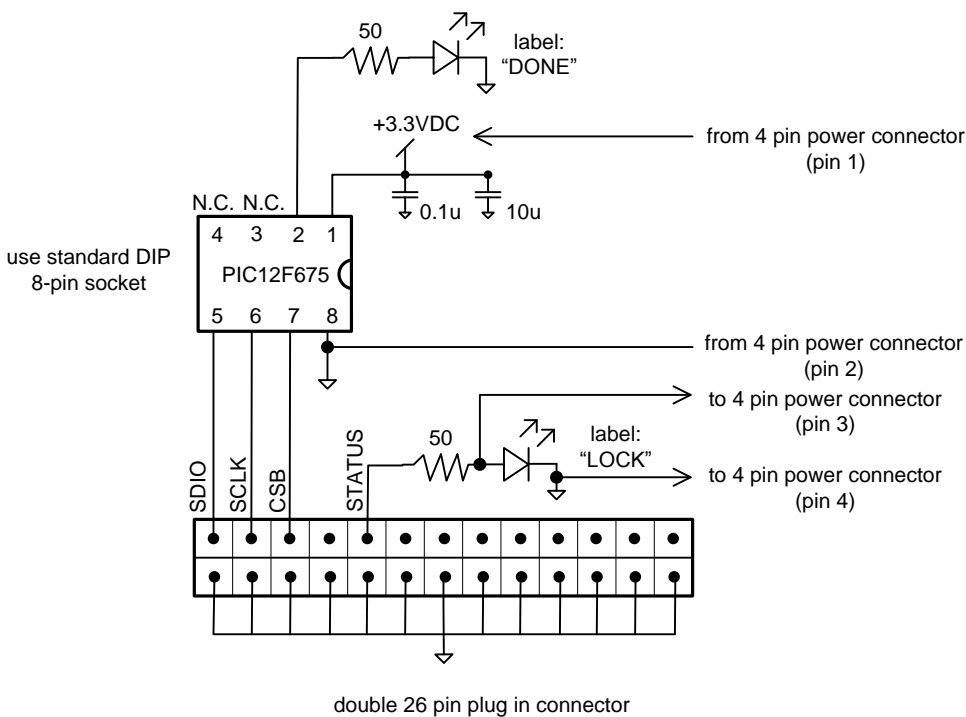 50
label:
“DONE”
+3.3VDC
from 4 pin power connector
(pin 1)
0.1u
10u
N.C. N.C.
4 3 2 1
use standard DIP
8-pin socket
PIC12F675
5 6 7 8
from 4 pin power connector
(pin 2)
to 4 pin power connector
(pin 3)
50
label:
“LOCK”
to 4 pin power connector
(pin 4)
SDIO
SCLK
CSB
STATUS
double 26 pin plug in connector